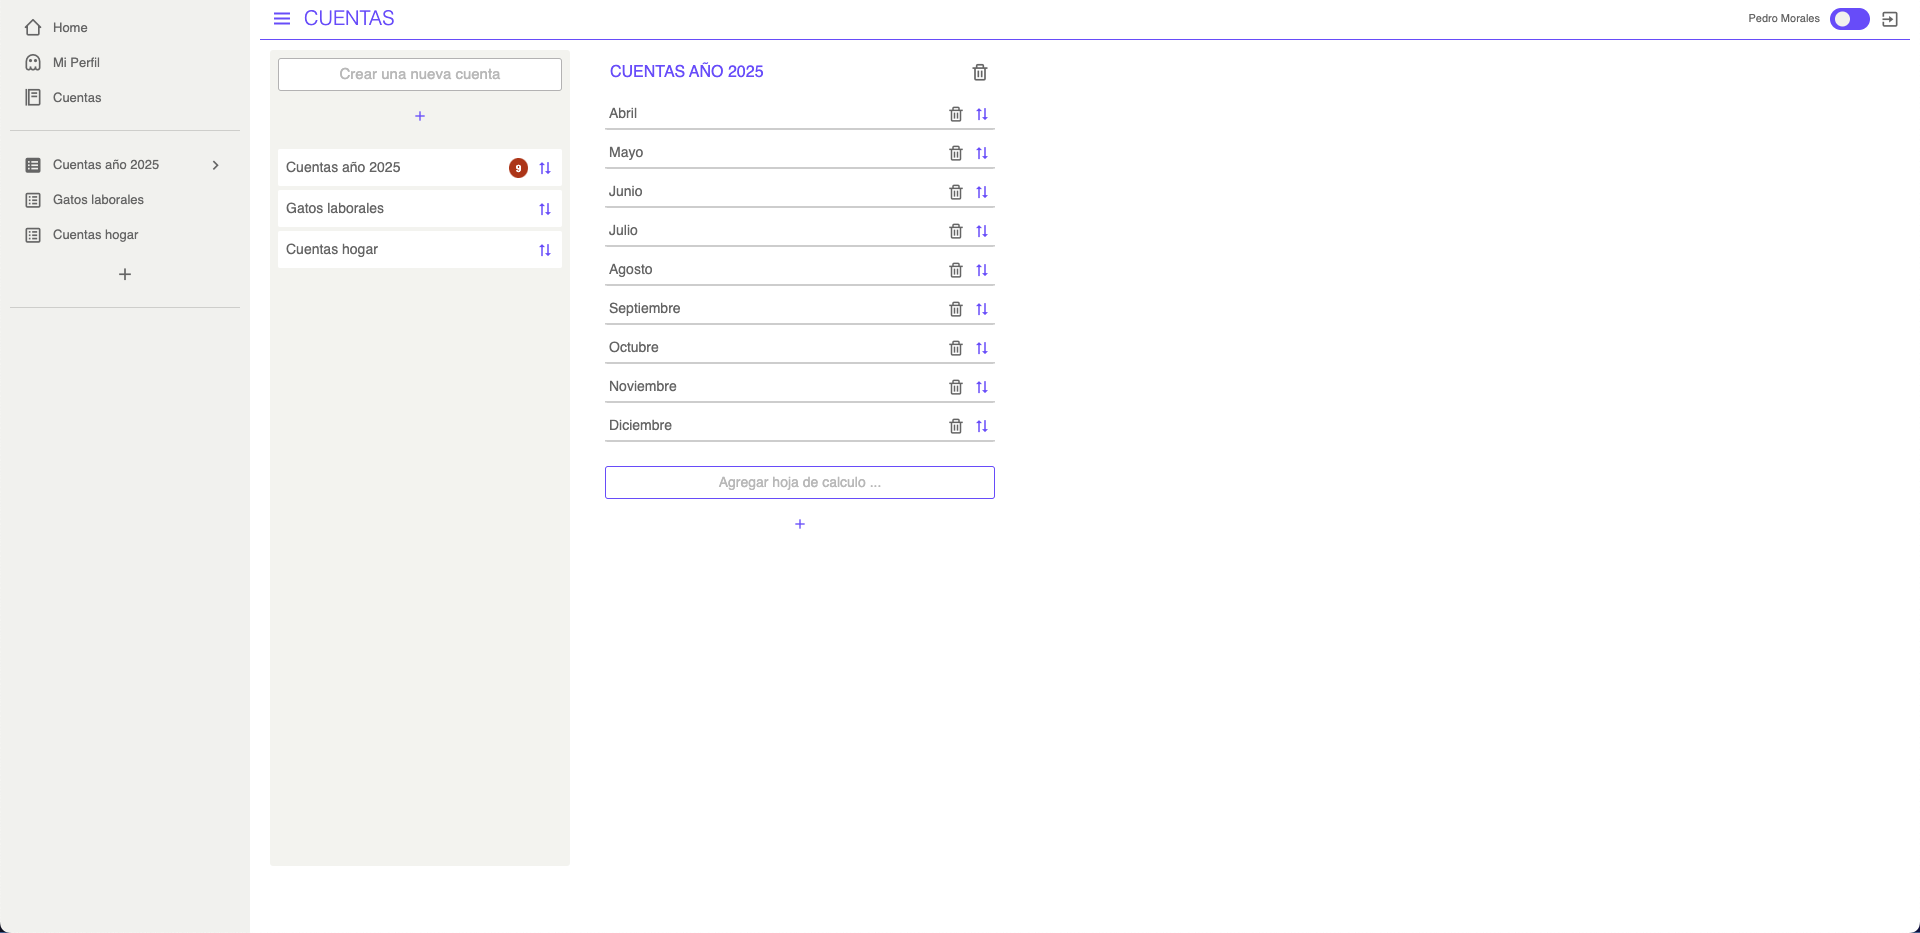 Home
Mi Perfil
Cuentas
Cuentas año 2025
Gatos laborales
Cuentas hogar
+
CUENTAS
Pedro Morales
Crear una nueva cuenta
+
Cuentas año 2025 9
Gatos laborales
Cuentas hogar
CUENTAS AÑO 2025
Abril
Mayo
Junio
Julio
Agosto
Septiembre
Octubre
Noviembre
Diciembre
Agregar hoja de calculo ...
+